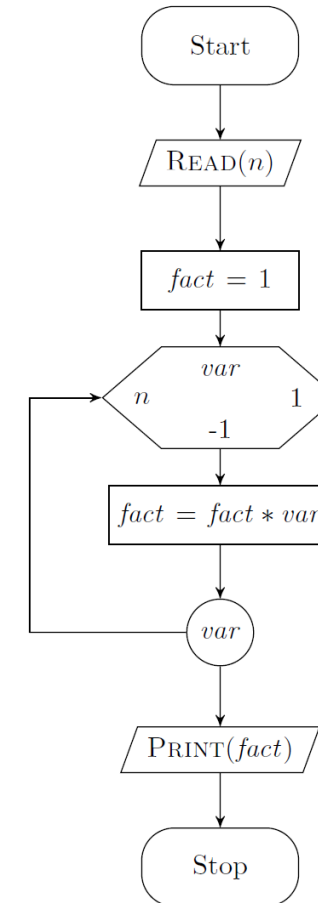 Start
READ(n)
fact = 1
var
n 1
-1
fact = fact * var
var
PRINT(fact)
Stop